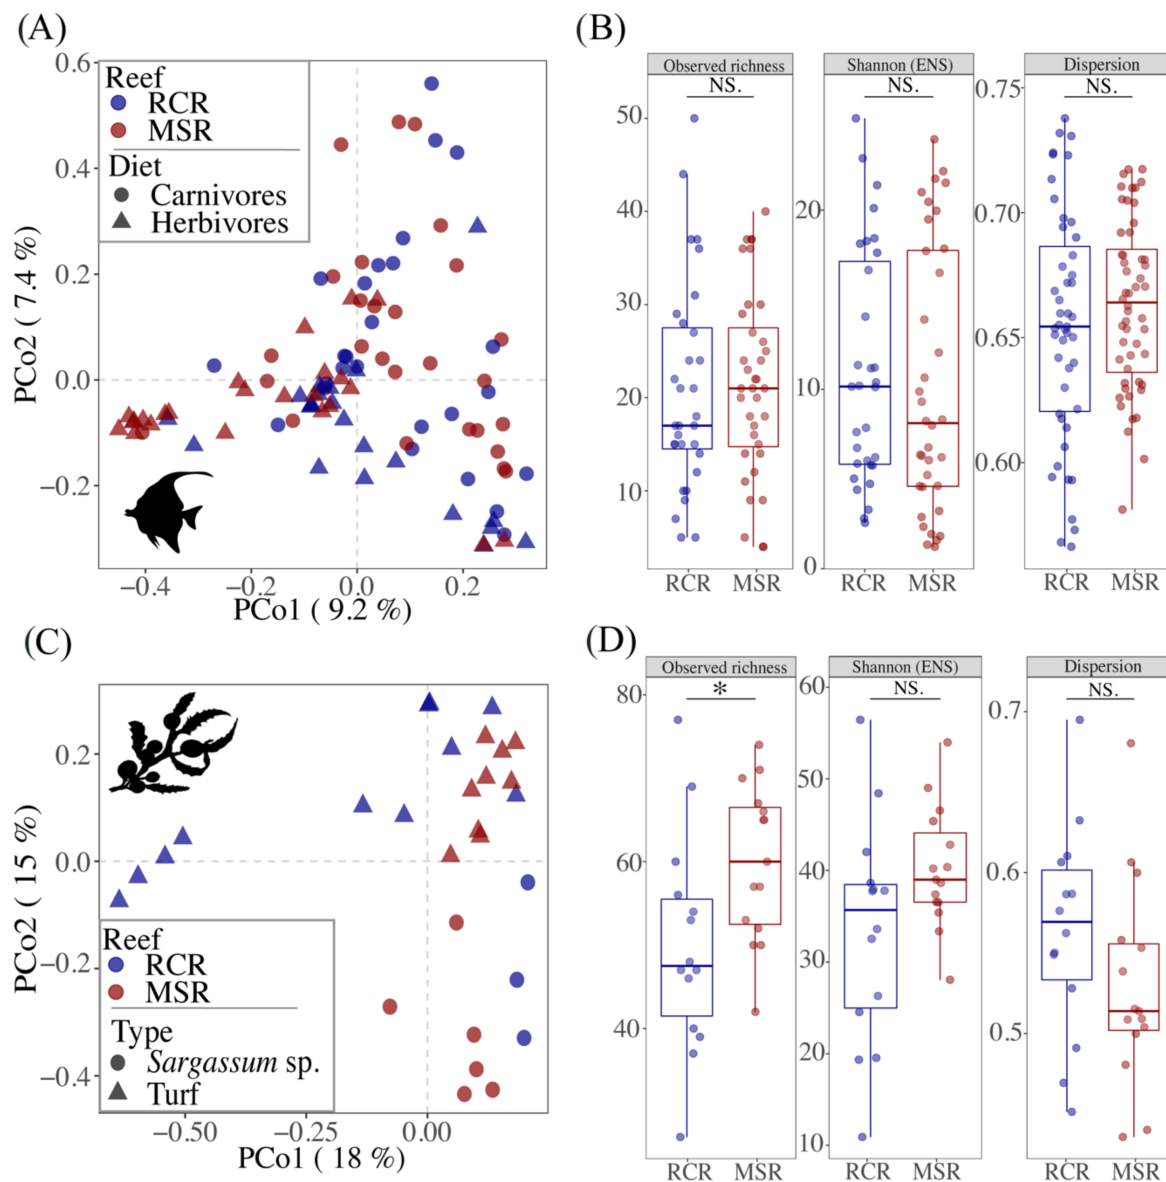 (A)
(B)
Reef
RCR
MSR
Diet
Carnivores
Herbivores
PCo2 ( 7.4 %)
0.6
0.4
0.2
0.0
−0.2
−0.4
−0.2
0.0
0.2
PCo1 ( 9.2 %)
Observed richness
Shannon (ENS)
Dispersion
NS.
NS.
NS.
50
40
30
20
10
20
10
0
0.75
0.70
0.65
0.60
RCR
MSR
RCR
MSR
RCR
MSR
(C)
(D)
PCo2 ( 15 %)
0.2
0.0
−0.2
−0.4
Reef
RCR
MSR
Type
Sargassum sp.
Turf
−0.50
−0.25
0.00
PCo1 ( 18 %)
Observed richness
Shannon (ENS)
Dispersion
*
NS.
NS.
80
60
40
60
50
40
30
20
10
0.7
0.6
0.5
RCR
MSR
RCR
MSR
RCR
MSR